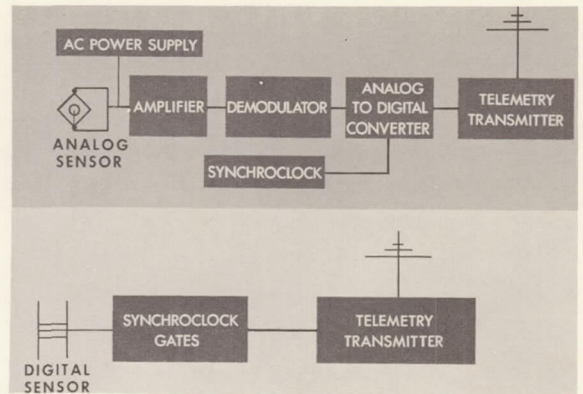 AC POWER SUPPLY
AMPLIFIER
DEMODULATOR
ANALOG
TO DIGITAL
CONVERTER
TELEMETRY
TRANSMITTER
ANALOG
SENSOR
SYNCHROCLOCK
SYNCHROCLOCK
GATES
TELEMETRY
TRANSMITTER
DIGITAL
SENSOR